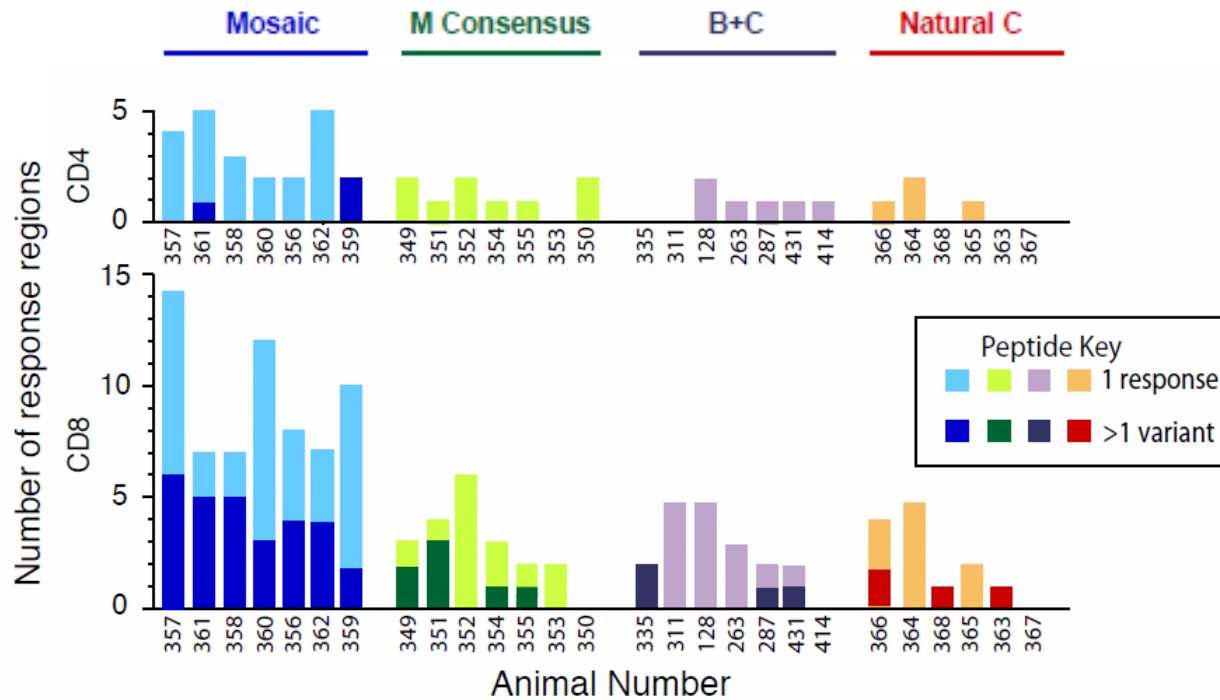 Mosaic M Consensus B+C Natural C
Number of response regions
CD4
5
0
357 361 358 360 356 362 359 349 351 352 354 355 353 350 335 311 128 263 287 431 414 366 364 368 365 363 367
CD8
15
10
5
0
Peptide Key
1 response
>1 variant
357 361 358 360 356 362 359 349 351 352 354 355 353 350 335 311 128 263 287 431 414 366 364 368 365 363 367
Animal Number